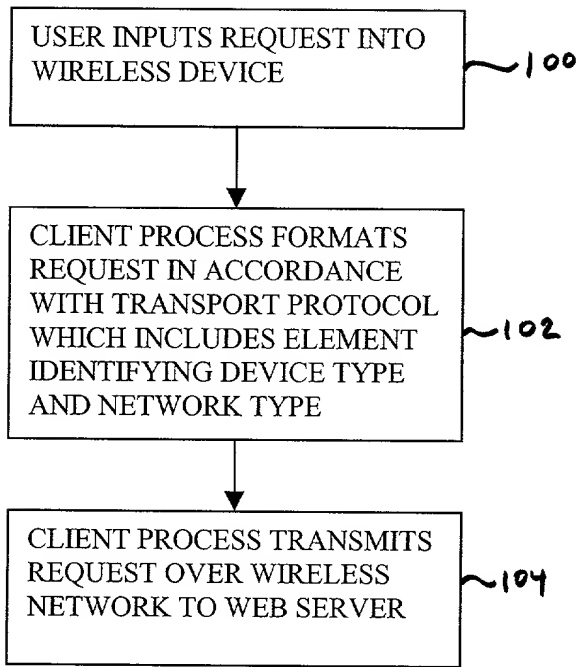 USER INPUTS REQUEST INTO
WIRELESS DEVICE
100
CLIENT PROCESS FORMATS
REQUEST IN ACCORDANCE
WITH TRANSPORT PROTOCOL
WHICH INCLUDES ELEMENT
IDENTIFYING DEVICE TYPE
AND NETWORK TYPE
102
CLIENT PROCESS TRANSMITS
REQUEST OVER WIRELESS
NETWORK TO WEB SERVER
104